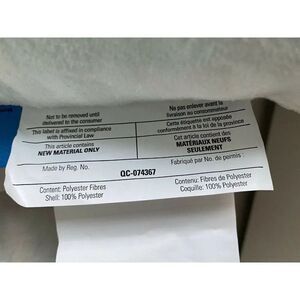 Not to be removed until
delivered to the consumer
Ne pas enlever avant la
livraison au consommateur
This label is affixed in compliance
with Provincial Law
Cette étiquette est apposée
conformément à la loi de la province
This article contains
NEW MATERIAL ONLY
Cet article contient des
MATÉRIAUX NEUFS
SEULEMENT
Made by Reg. No.
Fabriqué par No. de permis :
QC-074367
Content: Polyester Fibres
Shell: 100% Polyester
Contenu: Fibres de Polyester
Coquille: 100% Polyester